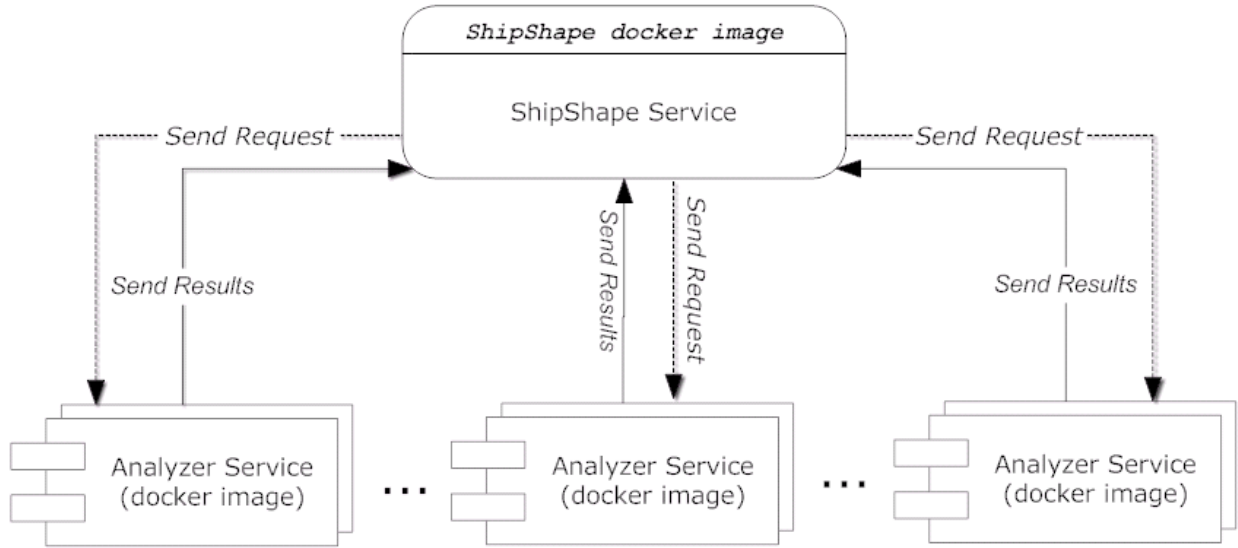 ShipShape docker image
ShipShape Service
Send Request
Send Request
Send Results
Send Results
Send Request
Send Results
Analyzer Service
(docker image)
...
Analyzer Service
(docker image)
...
Analyzer Service
(docker image)